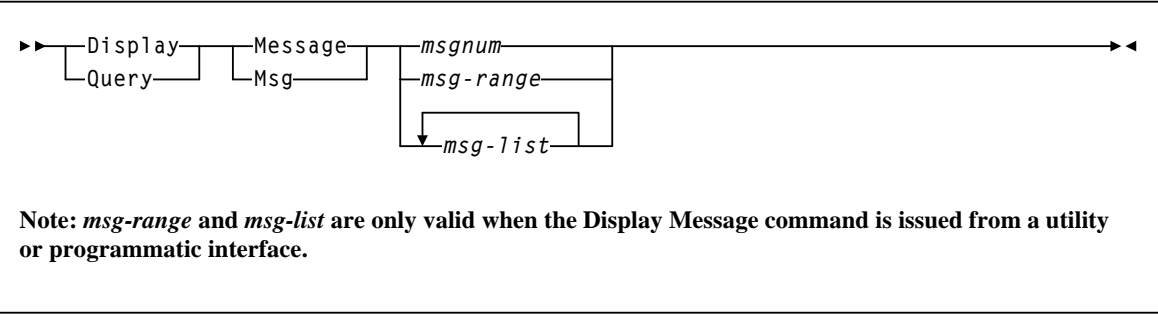 Display Message msgnum
Query Msg msg-range
msg-list
Note: msg-range and msg-list are only valid when the Display Message command is issued from a utility
or programmatic interface.